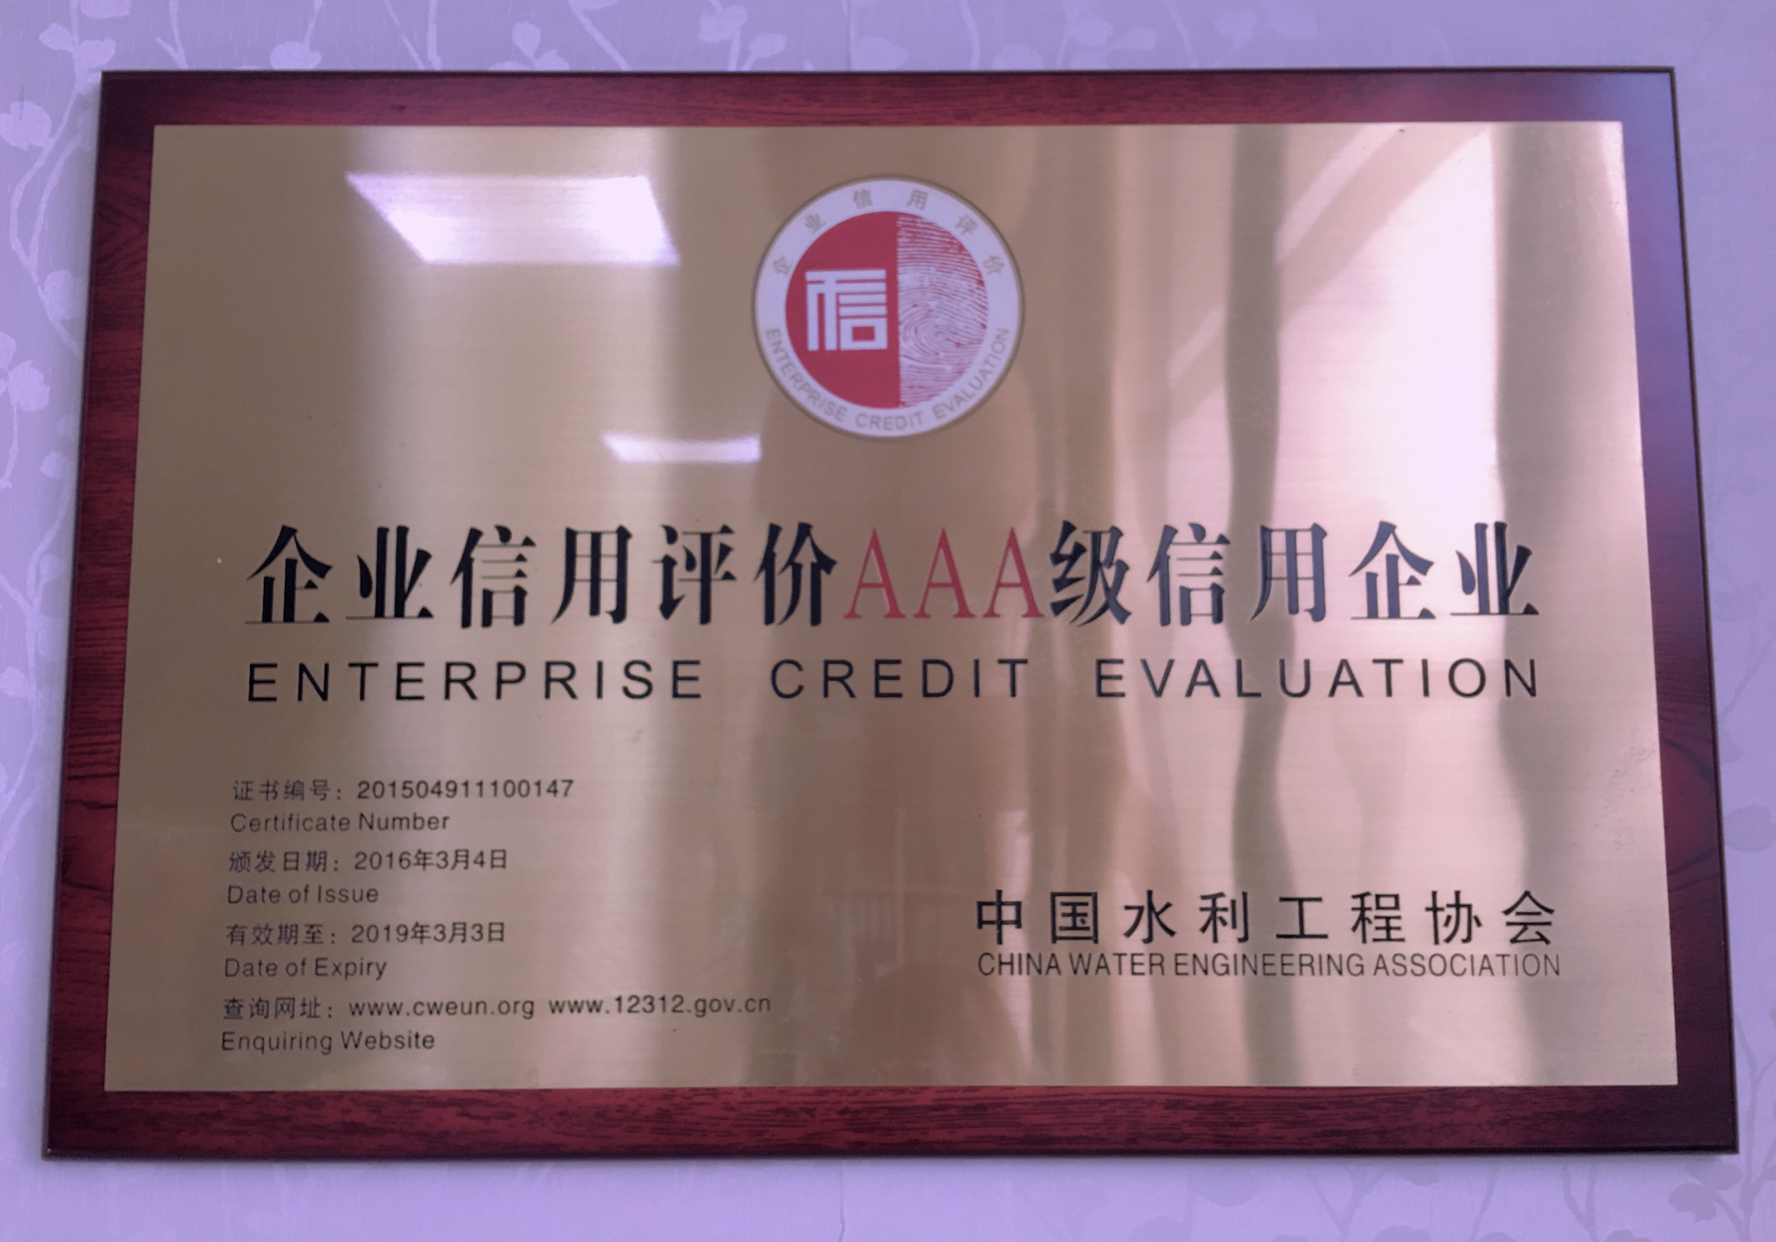 企业信用评价
信
ENTERPRISE CREDIT EVALUATION
企业信用评价AAA级信用企业
ENTERPRISE CREDIT EVALUATION
证书编号：201504911100147
Certificate Number
颁发日期：2016年3月4日
Date of Issue
有效期至：2019年3月3日
Date of Expiry
查询网址：www.cweun.org www.12312.gov.cn
Enquiring Website
中国水利工程协会
CHINA WATER ENGINEERING ASSOCIATION